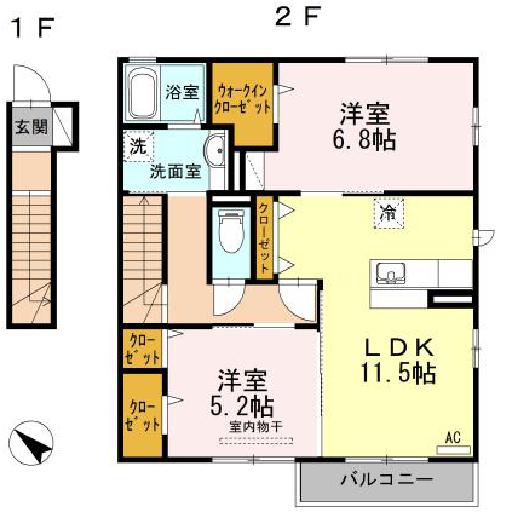 1F
2F
玄関
浴室
ウォークイン
クローゼット
洋室
6.8帖
洗
洗面室
クローゼット
冷
LDK
11.5帖
クロー
ゼット
クロー
ゼット
洋室
5.2帖
室内物干
AC
バルコニー